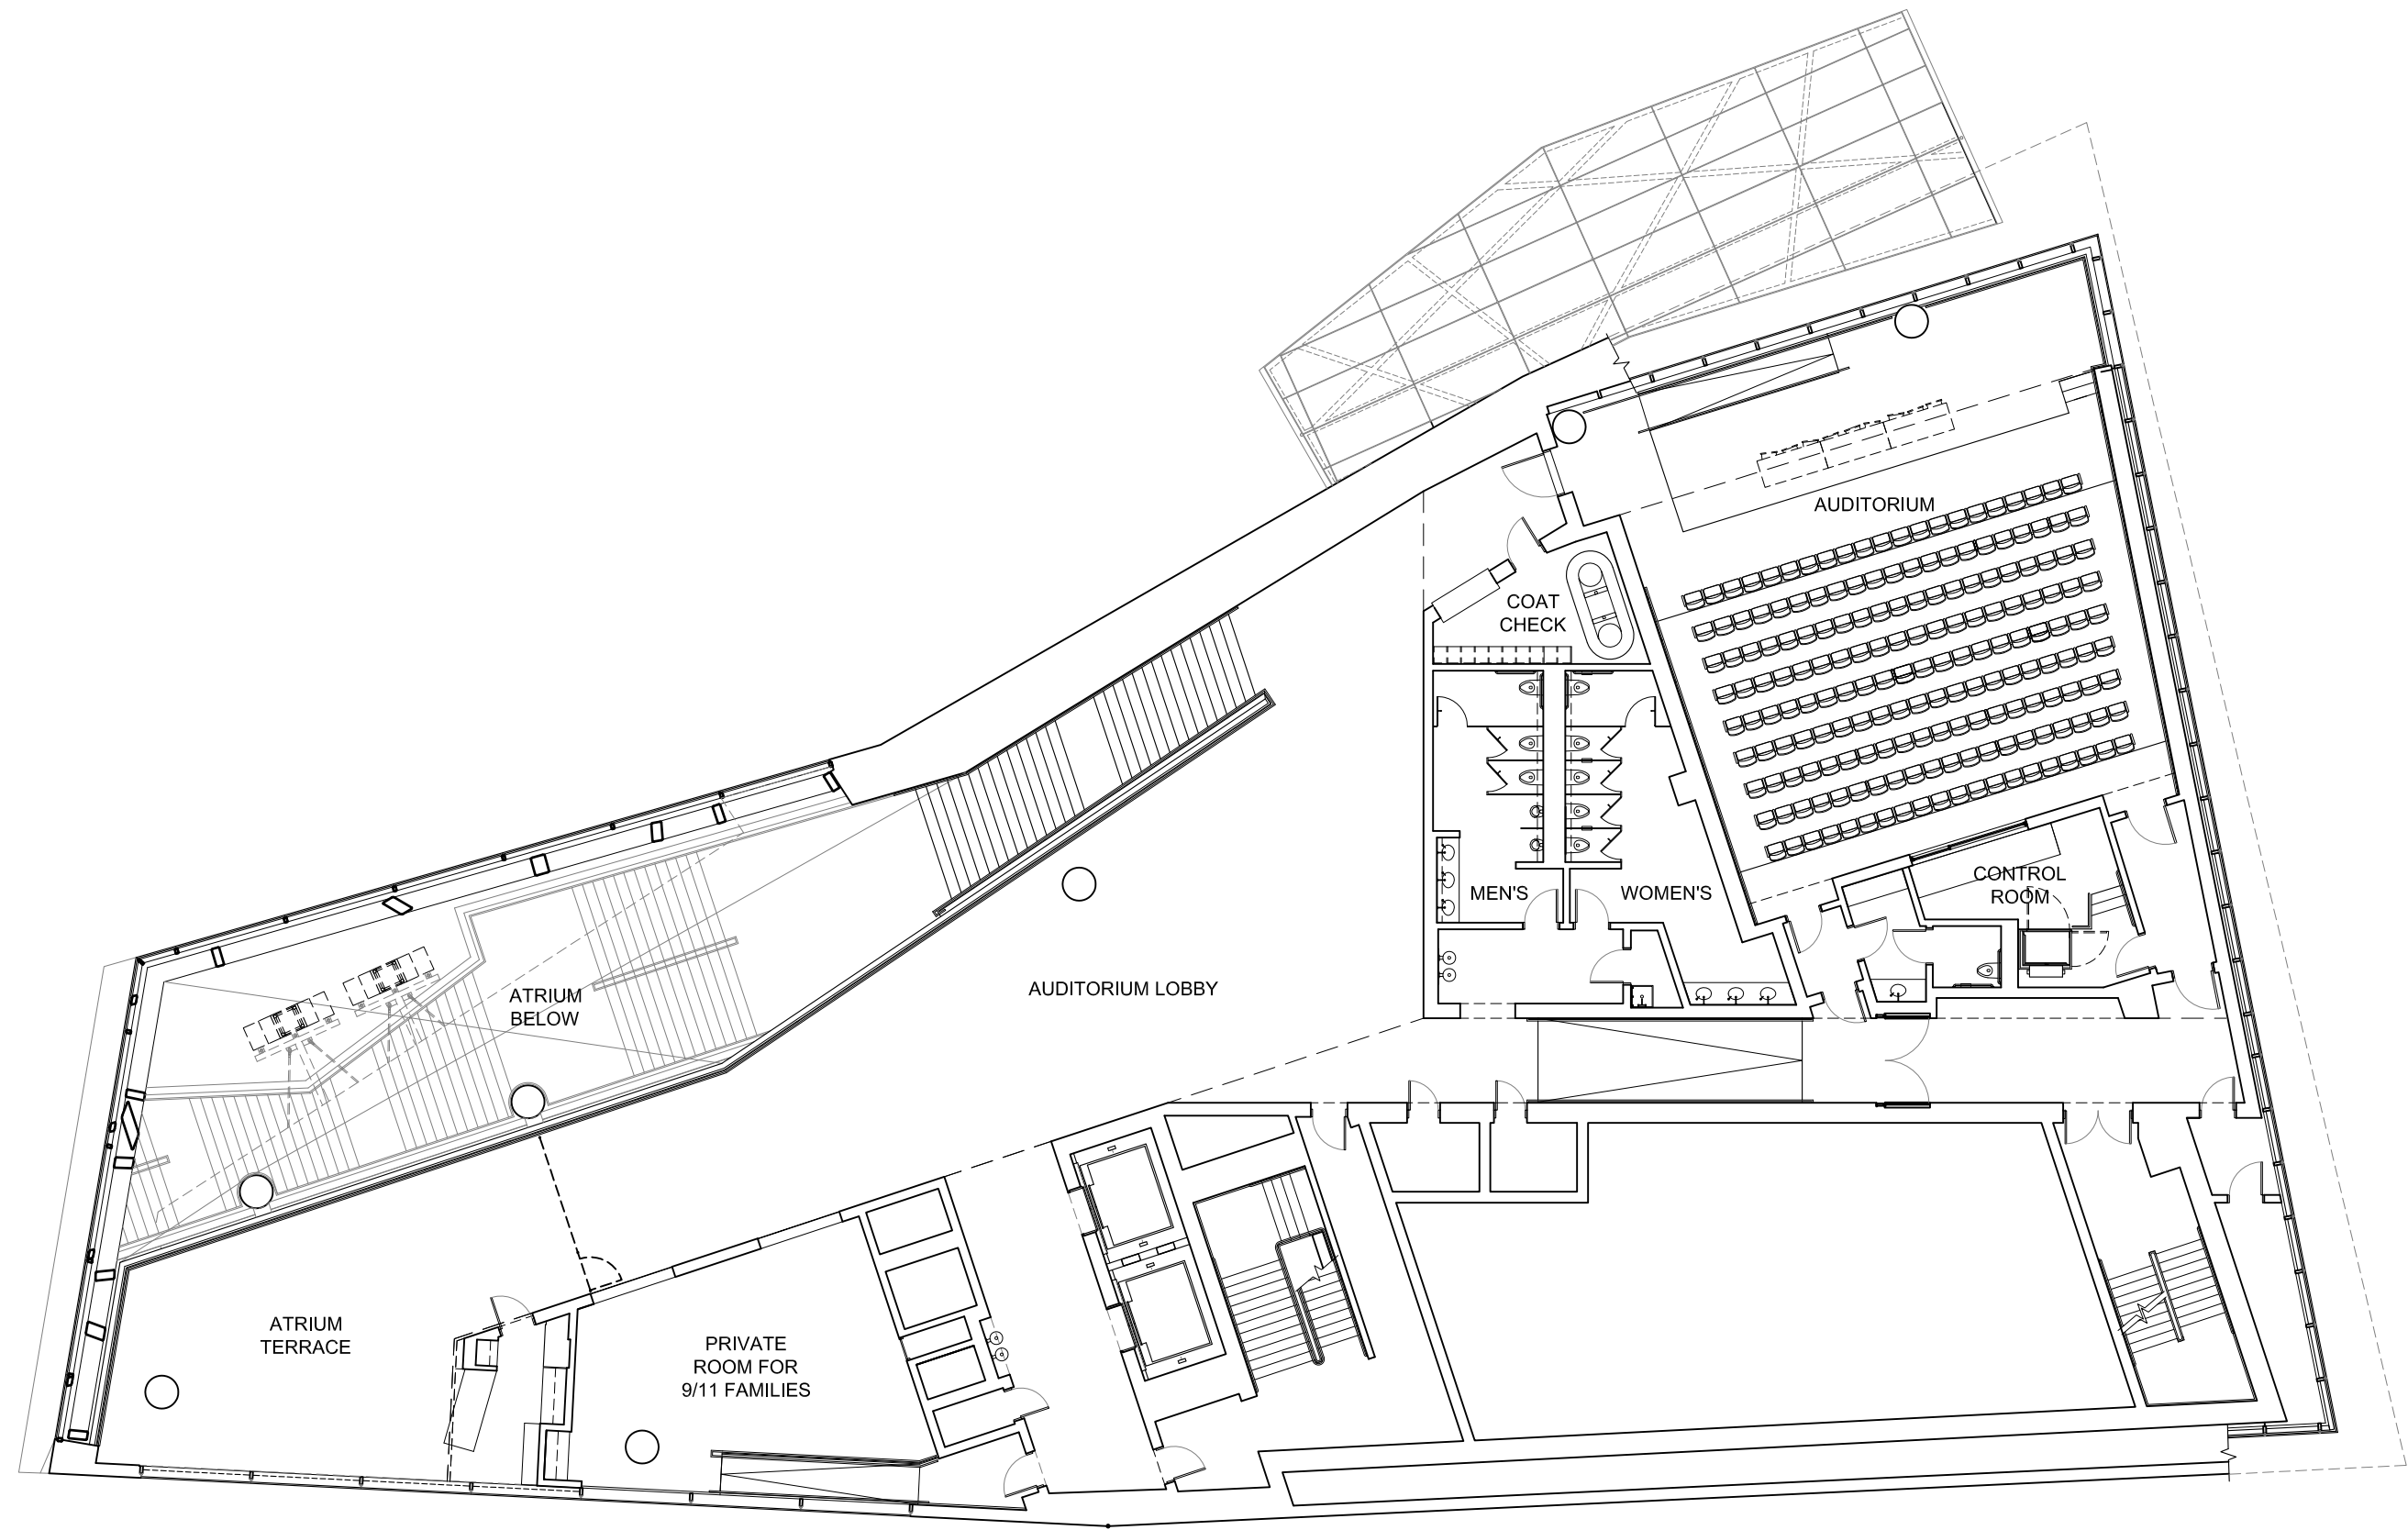 AUDITORIUM
COAT
CHECK
CONTROL
ROOM
MEN'S
WOMEN'S
AUDITORIUM LOBBY
ATRIUM
BELOW
ATRIUM
TERRACE
PRIVATE
ROOM FOR
9/11 FAMILIES